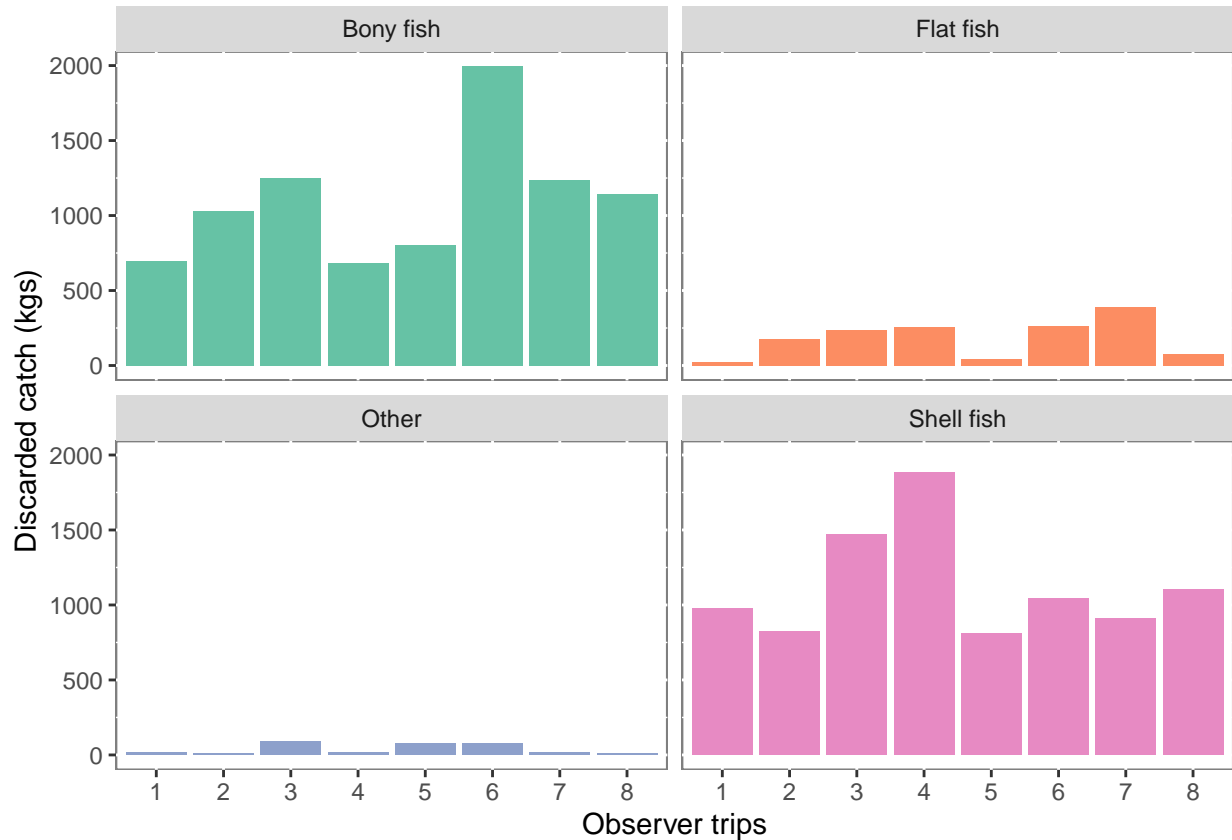 Bony fish
Flat fish
2000
1500
1000
500
0
Other
Shell fish
2000
1500
1000
500
0
1 2 3 4 5 6 7 8
1 2 3 4 5 6 7 8
Observer trips
Discarded catch (kgs)